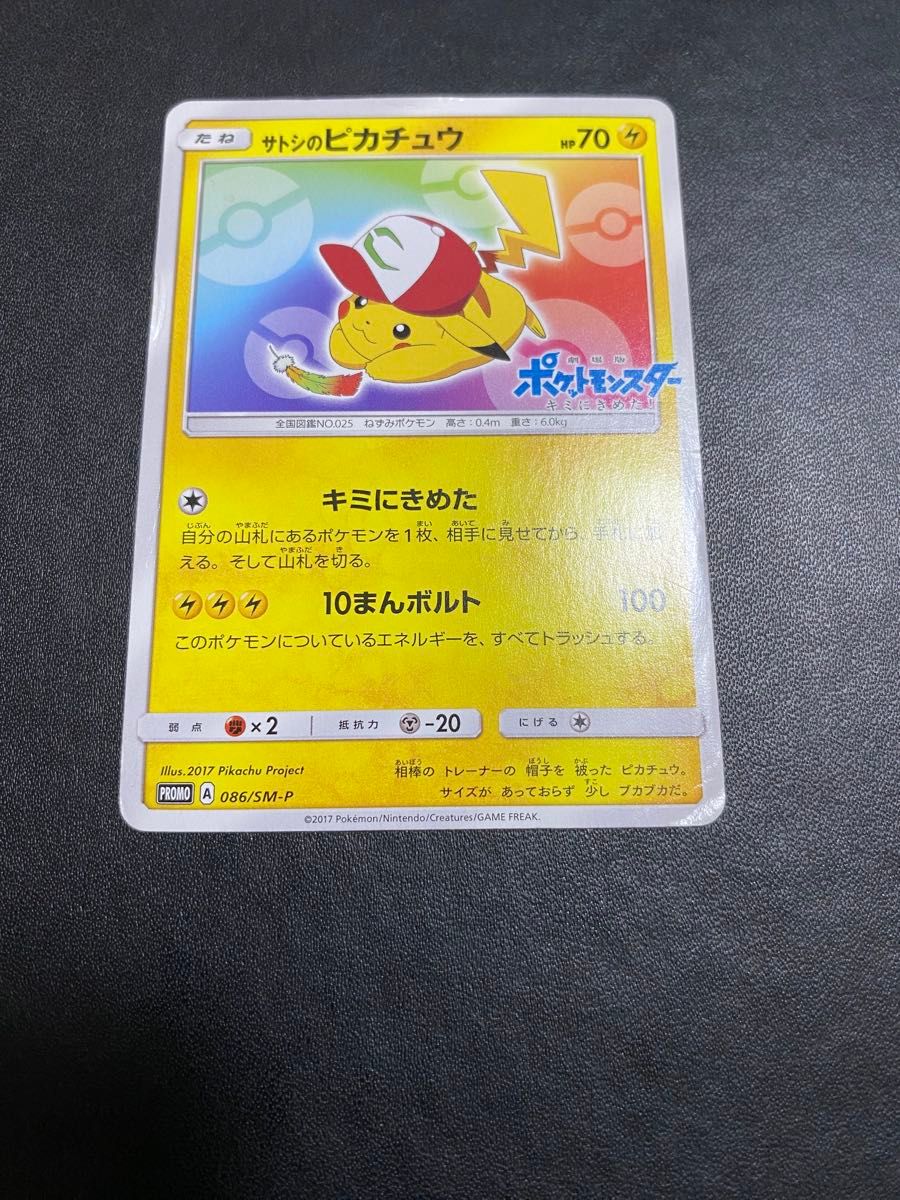 たね サトシのピカチュウ HP70
劇場版
ポケットモンスター
キミにきめた!
全国図鑑NO.025 ねずみポケモン 高さ:0.4m 重さ:6.0kg
キミにきめた
自分の山札にあるポケモンを1枚、相手に見せてから、手札に加
える。そして山札を切る。
10まんボルト 100
このポケモンについているエネルギーを、すべてトラッシュする。
弱点 ×2 抵抗力 -20 にげる
Illus.2017 Pikachu Project
相棒の トレーナーの 帽子を 被った ピカチュウ。
サイズが あっておらず 少し ブカブカだ。
PROMO A 086/SM-P
©2017 Pokémon/Nintendo/Creatures/GAME FREAK.